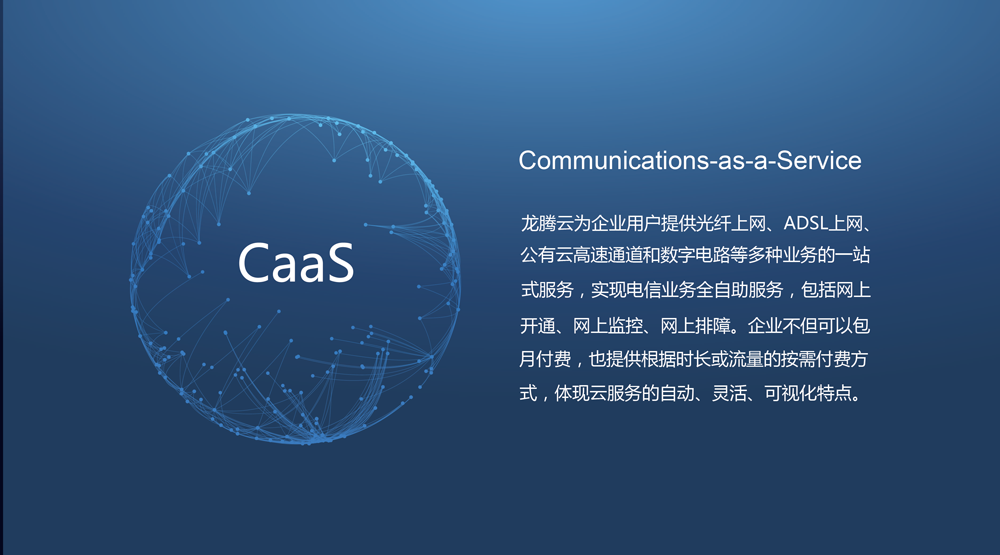 CaaS
Communications-as-a-Service
龙腾云为企业用户提供光纤上网、ADSL上网、
公有云高速通道和数字电路等多种业务的一站
式服务，实现电信业务全自助服务，包括网上
开通、网上监控、网上排障。企业不但可以包
月付费，也提供根据时长或流量的按需付费方
式，体现云服务的自动、灵活、可视化特点。